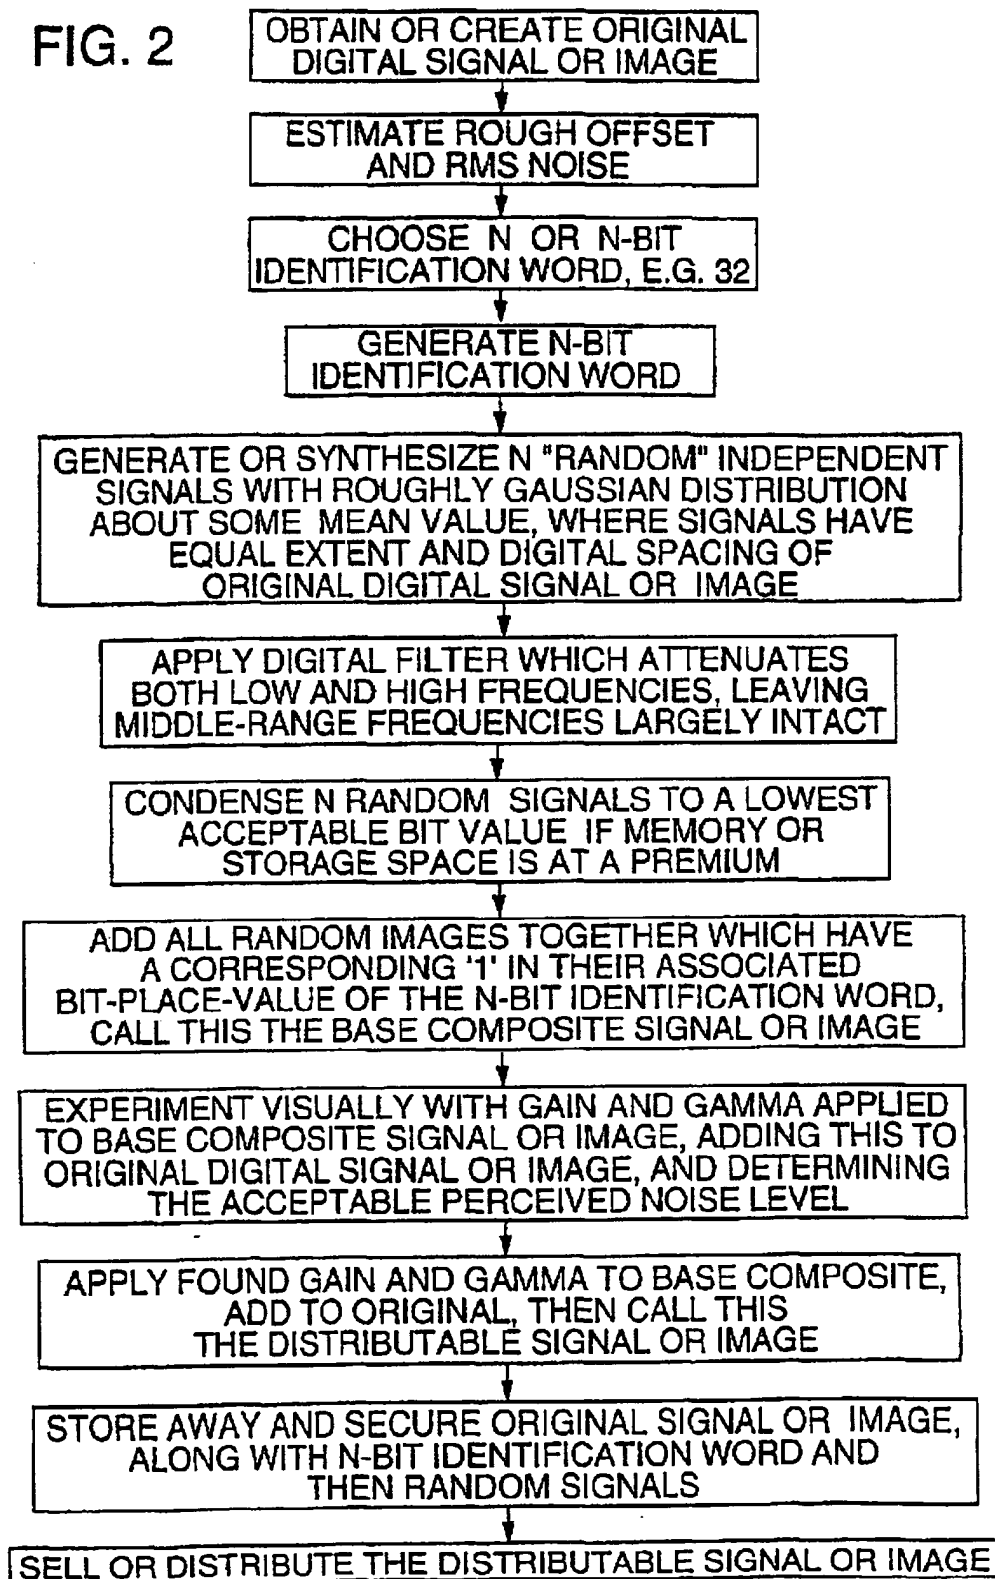 FIG. 2
OBTAIN OR CREATE ORIGINAL
DIGITAL SIGNAL OR IMAGE
ESTIMATE ROUGH OFFSET
AND RMS NOISE
CHOOSE N OR N-BIT
IDENTIFICATION WORD, E.G. 32
GENERATE N-BIT
IDENTIFICATION WORD
GENERATE OR SYNTHESIZE N "RANDOM" INDEPENDENT
SIGNALS WITH ROUGHLY GAUSSIAN DISTRIBUTION
ABOUT SOME MEAN VALUE, WHERE SIGNALS HAVE
EQUAL EXTENT AND DIGITAL SPACING OF
ORIGINAL DIGITAL SIGNAL OR IMAGE
APPLY DIGITAL FILTER WHICH ATTENUATES
BOTH LOW AND HIGH FREQUENCIES, LEAVING
MIDDLE-RANGE FREQUENCIES LARGELY INTACT
CONDENSE N RANDOM SIGNALS TO A LOWEST
ACCEPTABLE BIT VALUE IF MEMORY OR
STORAGE SPACE IS AT A PREMIUM
ADD ALL RANDOM IMAGES TOGETHER WHICH HAVE
A CORRESPONDING '1' IN THEIR ASSOCIATED
BIT-PLACE-VALUE OF THE N-BIT IDENTIFICATION WORD,
CALL THIS THE BASE COMPOSITE SIGNAL OR IMAGE
EXPERIMENT VISUALLY WITH GAIN AND GAMMA APPLIED
TO BASE COMPOSITE SIGNAL OR IMAGE, ADDING THIS TO
ORIGINAL DIGITAL SIGNAL OR IMAGE, AND DETERMINING
THE ACCEPTABLE PERCEIVED NOISE LEVEL
APPLY FOUND GAIN AND GAMMA TO BASE COMPOSITE,
ADD TO ORIGINAL, THEN CALL THIS
THE DISTRIBUTABLE SIGNAL OR IMAGE
STORE AWAY AND SECURE ORIGINAL SIGNAL OR IMAGE,
ALONG WITH N-BIT IDENTIFICATION WORD AND
THEN RANDOM SIGNALS
SELL OR DISTRIBUTE THE DISTRIBUTABLE SIGNAL OR IMAGE